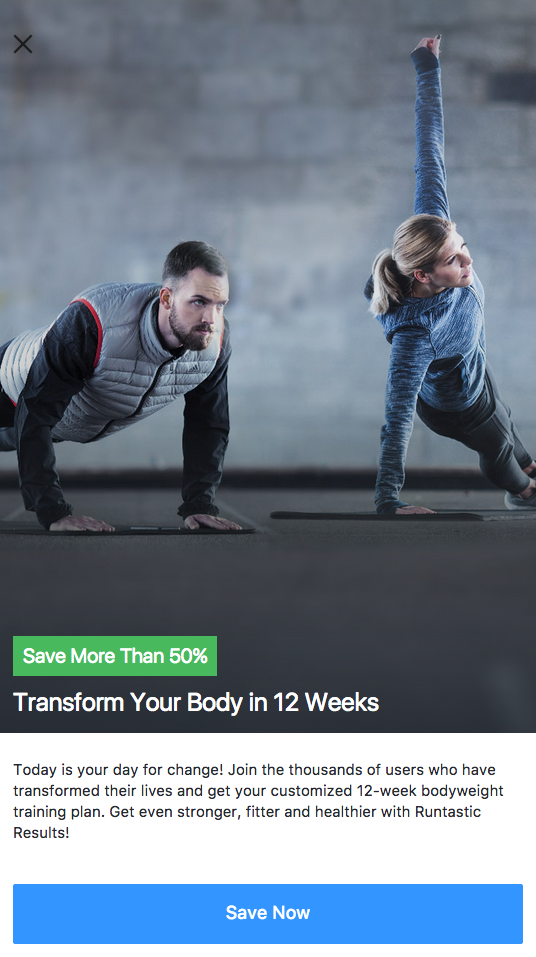 Save More Than 50%
Transform Your Body in 12 Weeks
Today is your day for change! Join the thousands of users who have
transformed their lives and get your customized 12-week bodyweight
training plan. Get even stronger, fitter and healthier with Runtastic
Results!
Save Now